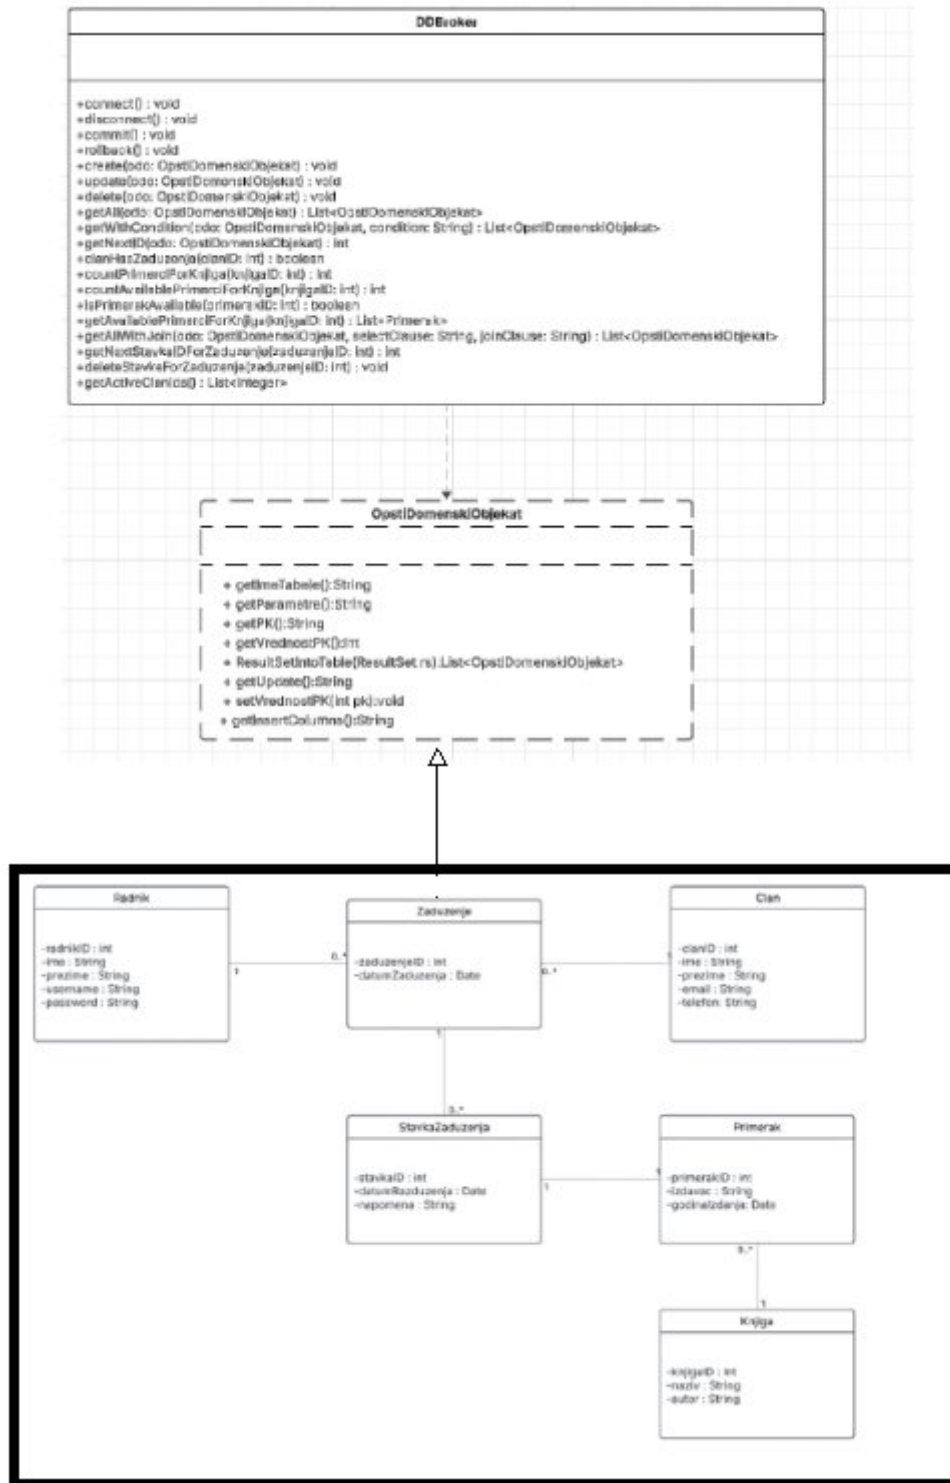 DDBroker
+connect() : void
+disconnect() : void
+commit() : void
+rollback() : void
+create(odo: OpstiDomenskiObjekat) : void
+update(odo: OpstiDomenskiObjekat) : void
+delete(odo: OpstiDomenskiObjekat) : void
+getAll(odo: OpstiDomenskiObjekat) : List<OpstiDomenskiObjekat>
+getWithCondition(odo: OpstiDomenskiObjekat, condition: String) : List<OpstiDomenskiObjekat>
+getNextID(odo: OpstiDomenskiObjekat) : int
+clanHasZaduzenja(clanID: int) : boolean
+countPrimerciForKnjiga(knjigaID: int) : int
+countAvailablePrimerciForKnjiga(knjigaID: int) : int
+isPrimerakAvailable(primerakID: int) : boolean
+getAvailablePrimerciForKnjiga(knjigaID: int) : List<Primerak>
+getAllWithJoin(odo: OpstiDomenskiObjekat, selectClause: String, joinClause: String) : List<OpstiDomenskiObjekat>
+getNextStavkaIDForZaduzenje(zaduzenjeID: int) : int
+deleteStavkeForZaduzenje(zaduzenjeID: int) : void
+getActiveClanIds() : List<Integer>
OpstiDomenskiObjekat
+ getImeTabele():String
+ getParametre():String
+ getPK():String
+ getVrednostPK():int
+ ResultSetIntoTable(ResultSet rs):List<OpstiDomenskiObjekat>
+ getUpdate():String
+ setVrednostPK(int pk):void
+ getInsertColumns():String
Radnik
-radnikID : int
-ime : String
-prezime : String
-username : String
-password : String
1
0..*
Zaduzenje
-zaduzenjeID : int
-datumZaduzenja : Date
0..*
1
Clan
-clanID : int
-ime : String
-prezime : String
-email : String
-telefon: String
1
0..*
StavkaZaduzenja
-stavkaID : int
-datumRazduzenja : Date
-napomena : String
1
1
Primerak
-primerakID : int
-izdavac : String
-godinaIzdanja: Date
0..*
1
Knjiga
-knjigaID : int
-naziv : String
-autor : String